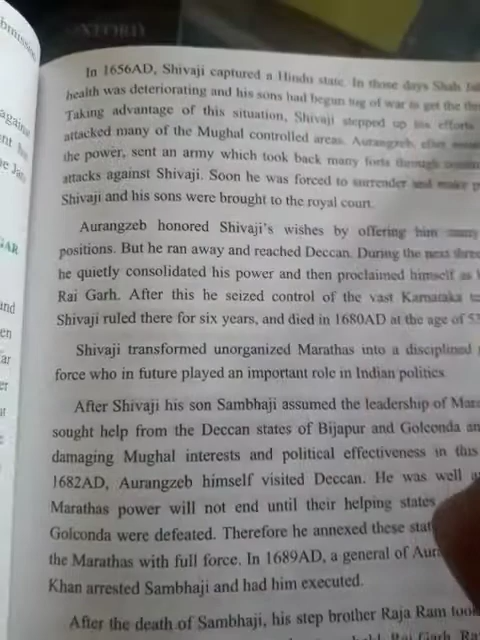 OXFORD
In 1656AD, Shivaji captured a Hindu state. In those days Shah
health was deteriorating and his sons had begun tug of war to get the
Taking advantage of this situation, Shivaji stepped up his efforts
attacked many of the Mughal controlled areas. Aurangzeb, after
the power, sent an army which took back many forts through
attacks against Shivaji. Soon he was forced to surrender and make
Shivaji and his sons were brought to the royal court.
Aurangzeb honored Shivaji's wishes by offering him many
positions. But he ran away and reached Deccan. During the next three
he quietly consolidated his power and then proclaimed himself as
Rai Garh. After this he seized control of the vast Karnataka
Shivaji ruled there for six years, and died in 1680AD at the age of 53
Shivaji transformed unorganized Marathas into a disciplined
force who in future played an important role in Indian politics.
After Shivaji his son Sambhaji assumed the leadership of
sought help from the Deccan states of Bijapur and Golconda
damaging Mughal interests and political effectiveness in this
1682AD, Aurangzeb himself visited Deccan. He was well
Marathas power will not end until their helping states
Golconda were defeated. Therefore he annexed these
the Marathas with full force. In 1689AD, a general of
Khan arrested Sambhaji and had him executed.
After the death of Sambhaji, his step brother Raja Ram took